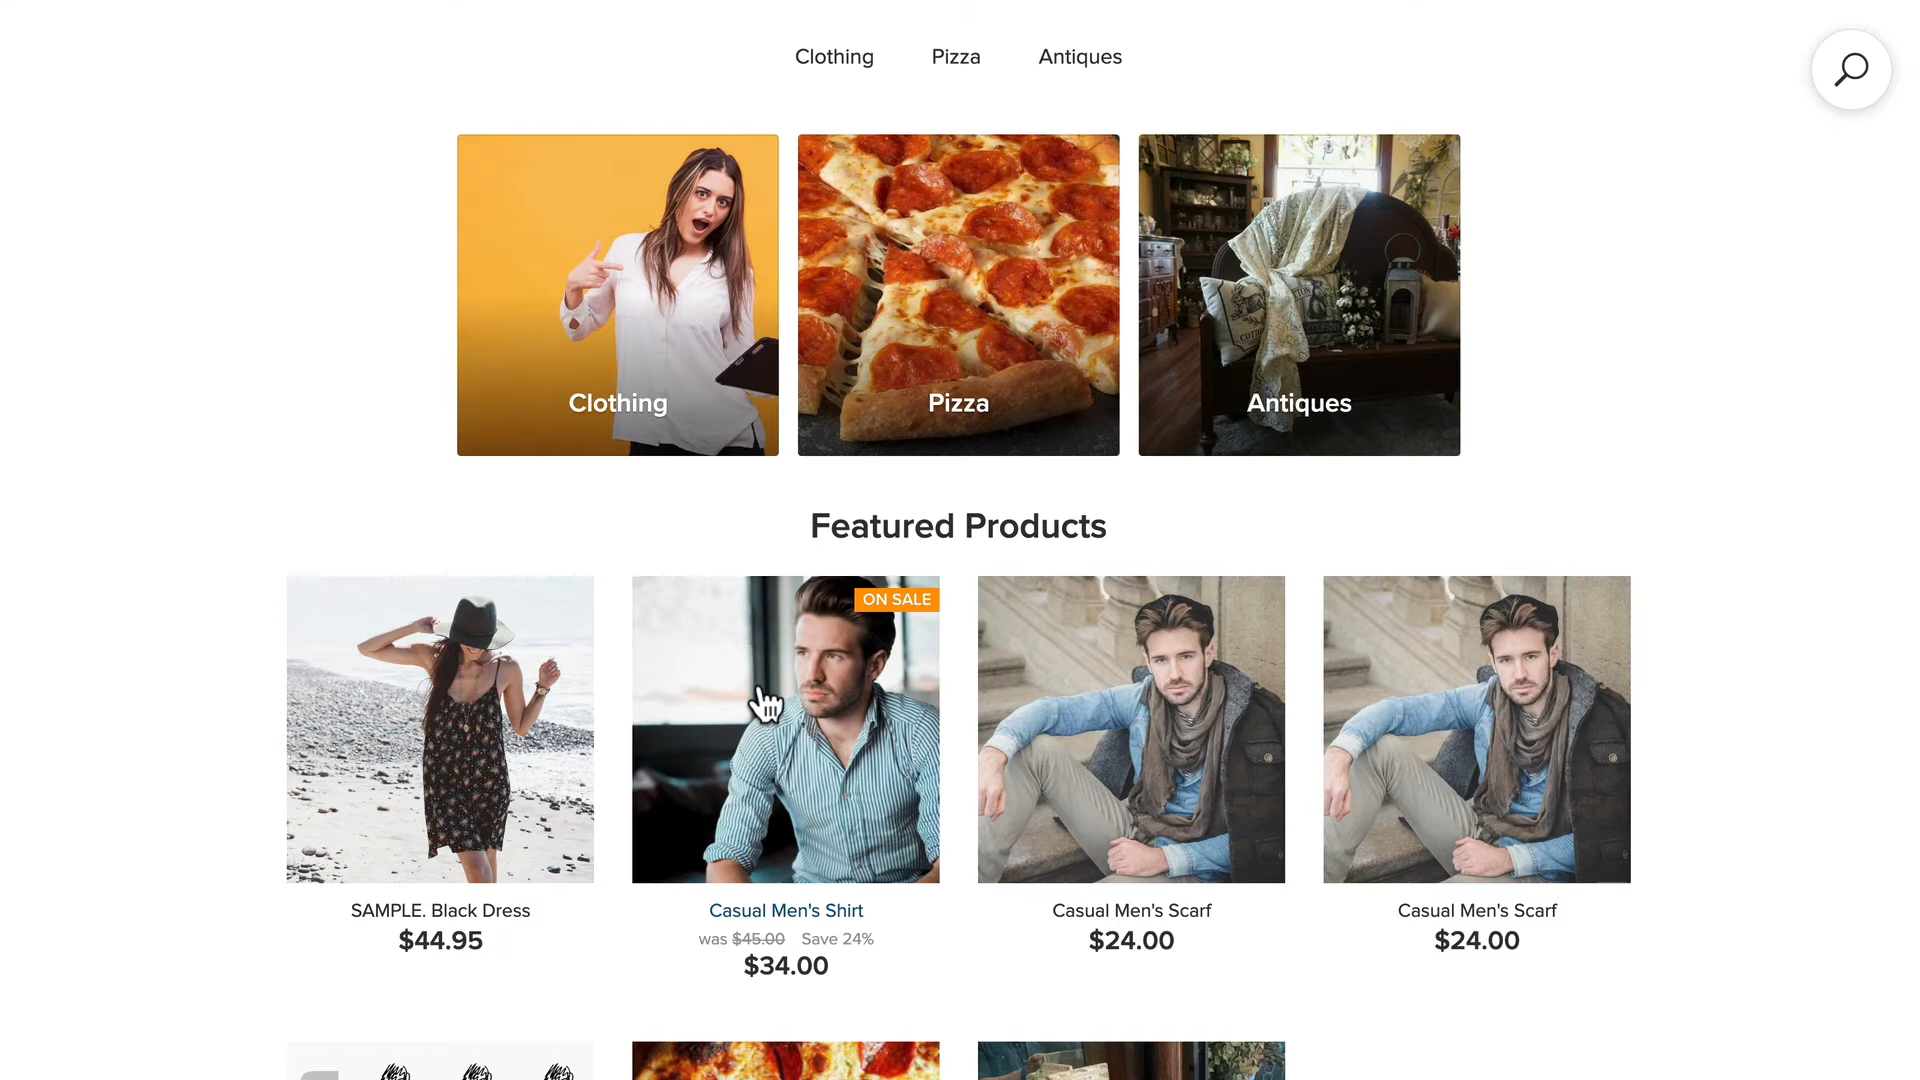 Clothing Pizza Antiques
Clothing Pizza Antiques
Featured Products
ON SALE
SAMPLE. Black Dress
$44.95
Casual Men's Shirt
was $45.00 Save 24%
$34.00
Casual Men's Scarf
$24.00
Casual Men's Scarf
$24.00